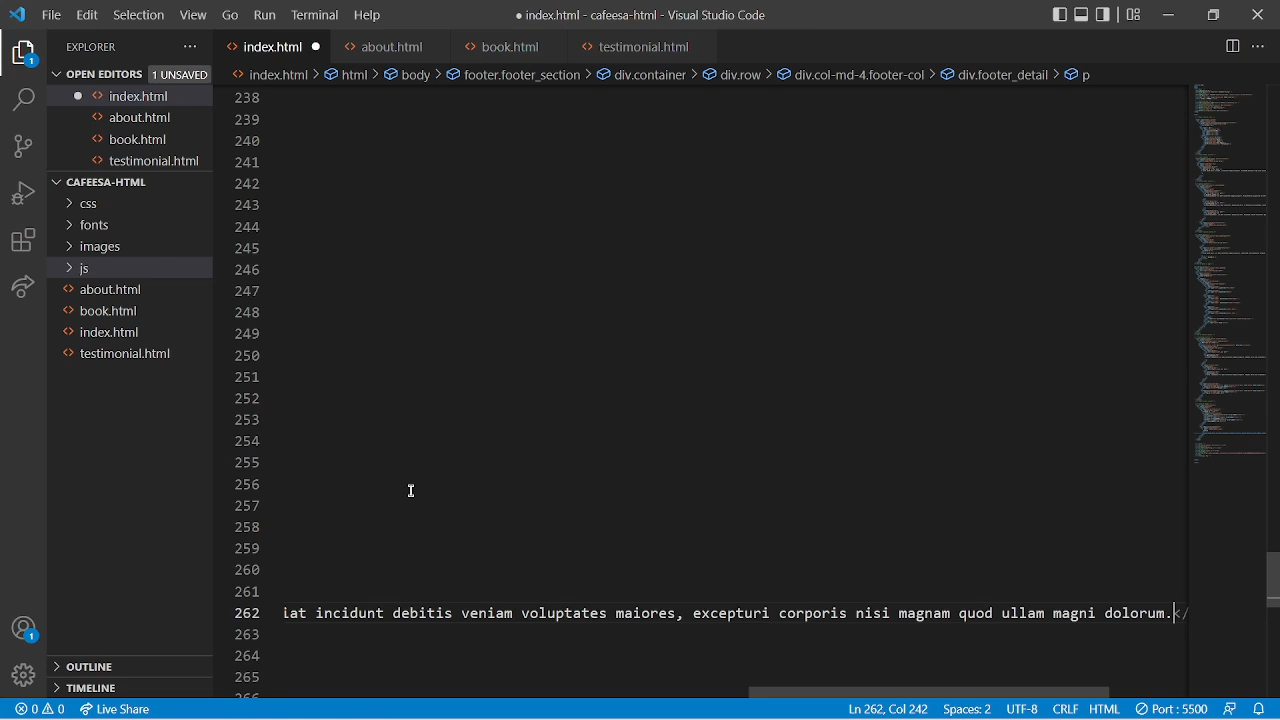 File Edit Selection View Go Run Terminal Help
● index.html - cafeesa-html - Visual Studio Code
EXPLORER
OPEN EDITORS 1 UNSAVED
index.html
about.html
book.html
testimonial.html
CAFEESA-HTML
css
fonts
images
js
about.html
book.html
index.html
testimonial.html
OUTLINE
TIMELINE
1
1
index.html about.html book.html testimonial.html
index.html > html > body > footer.footer_section > div.container > div.row > div.col-md-4.footer-col > div.footer_detail > p
238
239
240
241
242
243
244
245
246
247
248
249
250
251
252
253
254
255
256
257
258
259
260
261
262 iat incidunt debitis veniam voluptates maiores, excepturi corporis nisi magnam quod ullam magni dolorum.</
263
264
265
266
0 0 Live Share Ln 262, Col 242 Spaces: 2 UTF-8 CRLF HTML Port : 5500